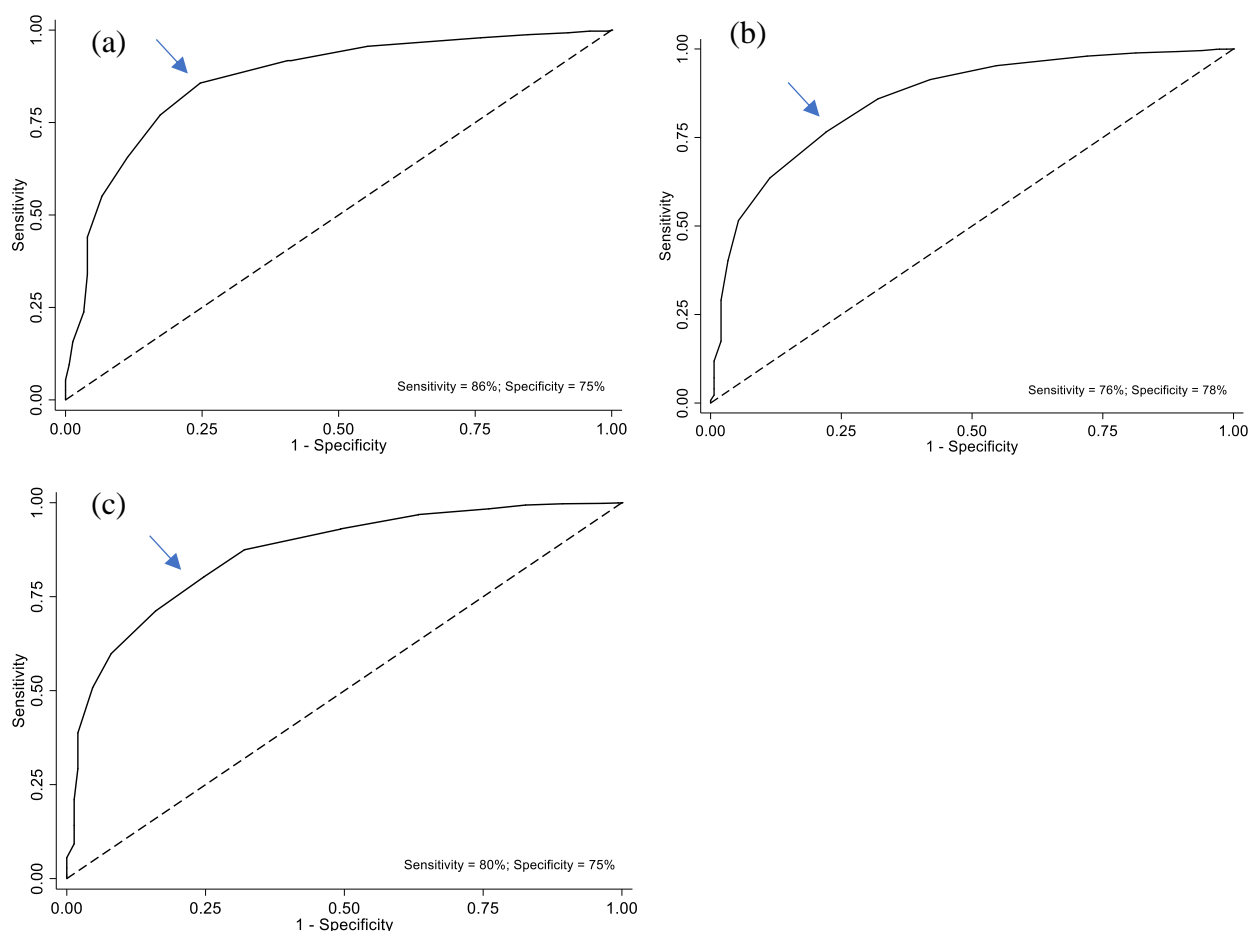 (a)
Sensitivity
1.00
0.75
0.50
0.25
0.00
Sensitivity = 86%; Specificity = 75%
0.00 0.25 0.50 0.75 1.00
1 - Specificity
(b)
Sensitivity
1.00
0.75
0.50
0.25
0.00
Sensitivity = 76%; Specificity = 78%
0.00 0.25 0.50 0.75 1.00
1 - Specificity
(c)
Sensitivity
1.00
0.75
0.50
0.25
0.00
Sensitivity = 80%; Specificity = 75%
0.00 0.25 0.50 0.75 1.00
1 - Specificity